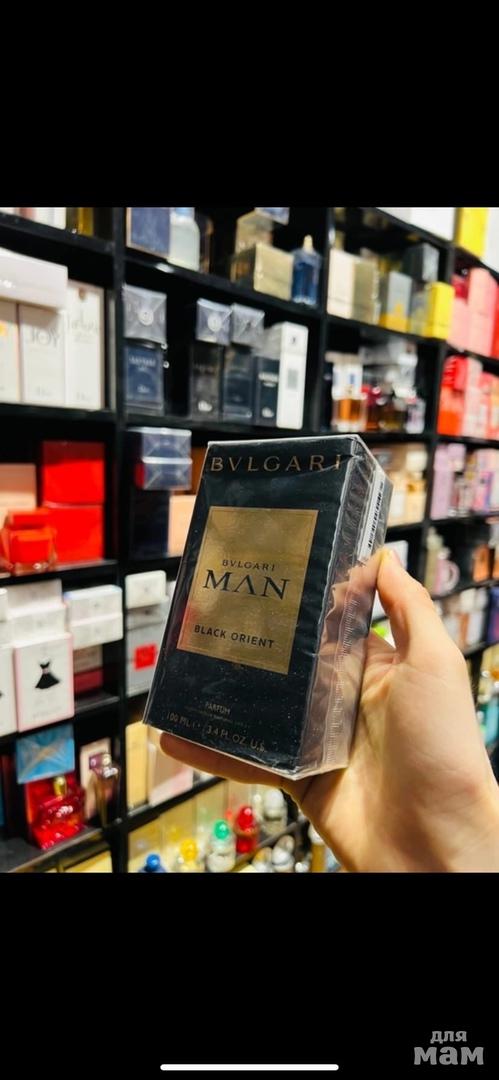 JOY
BVLGARI
BVLGARI
MAN
BLACK ORIENT
PARFUM
100 ML ℮ 3.4 FL.OZ. U.S.
для
мам